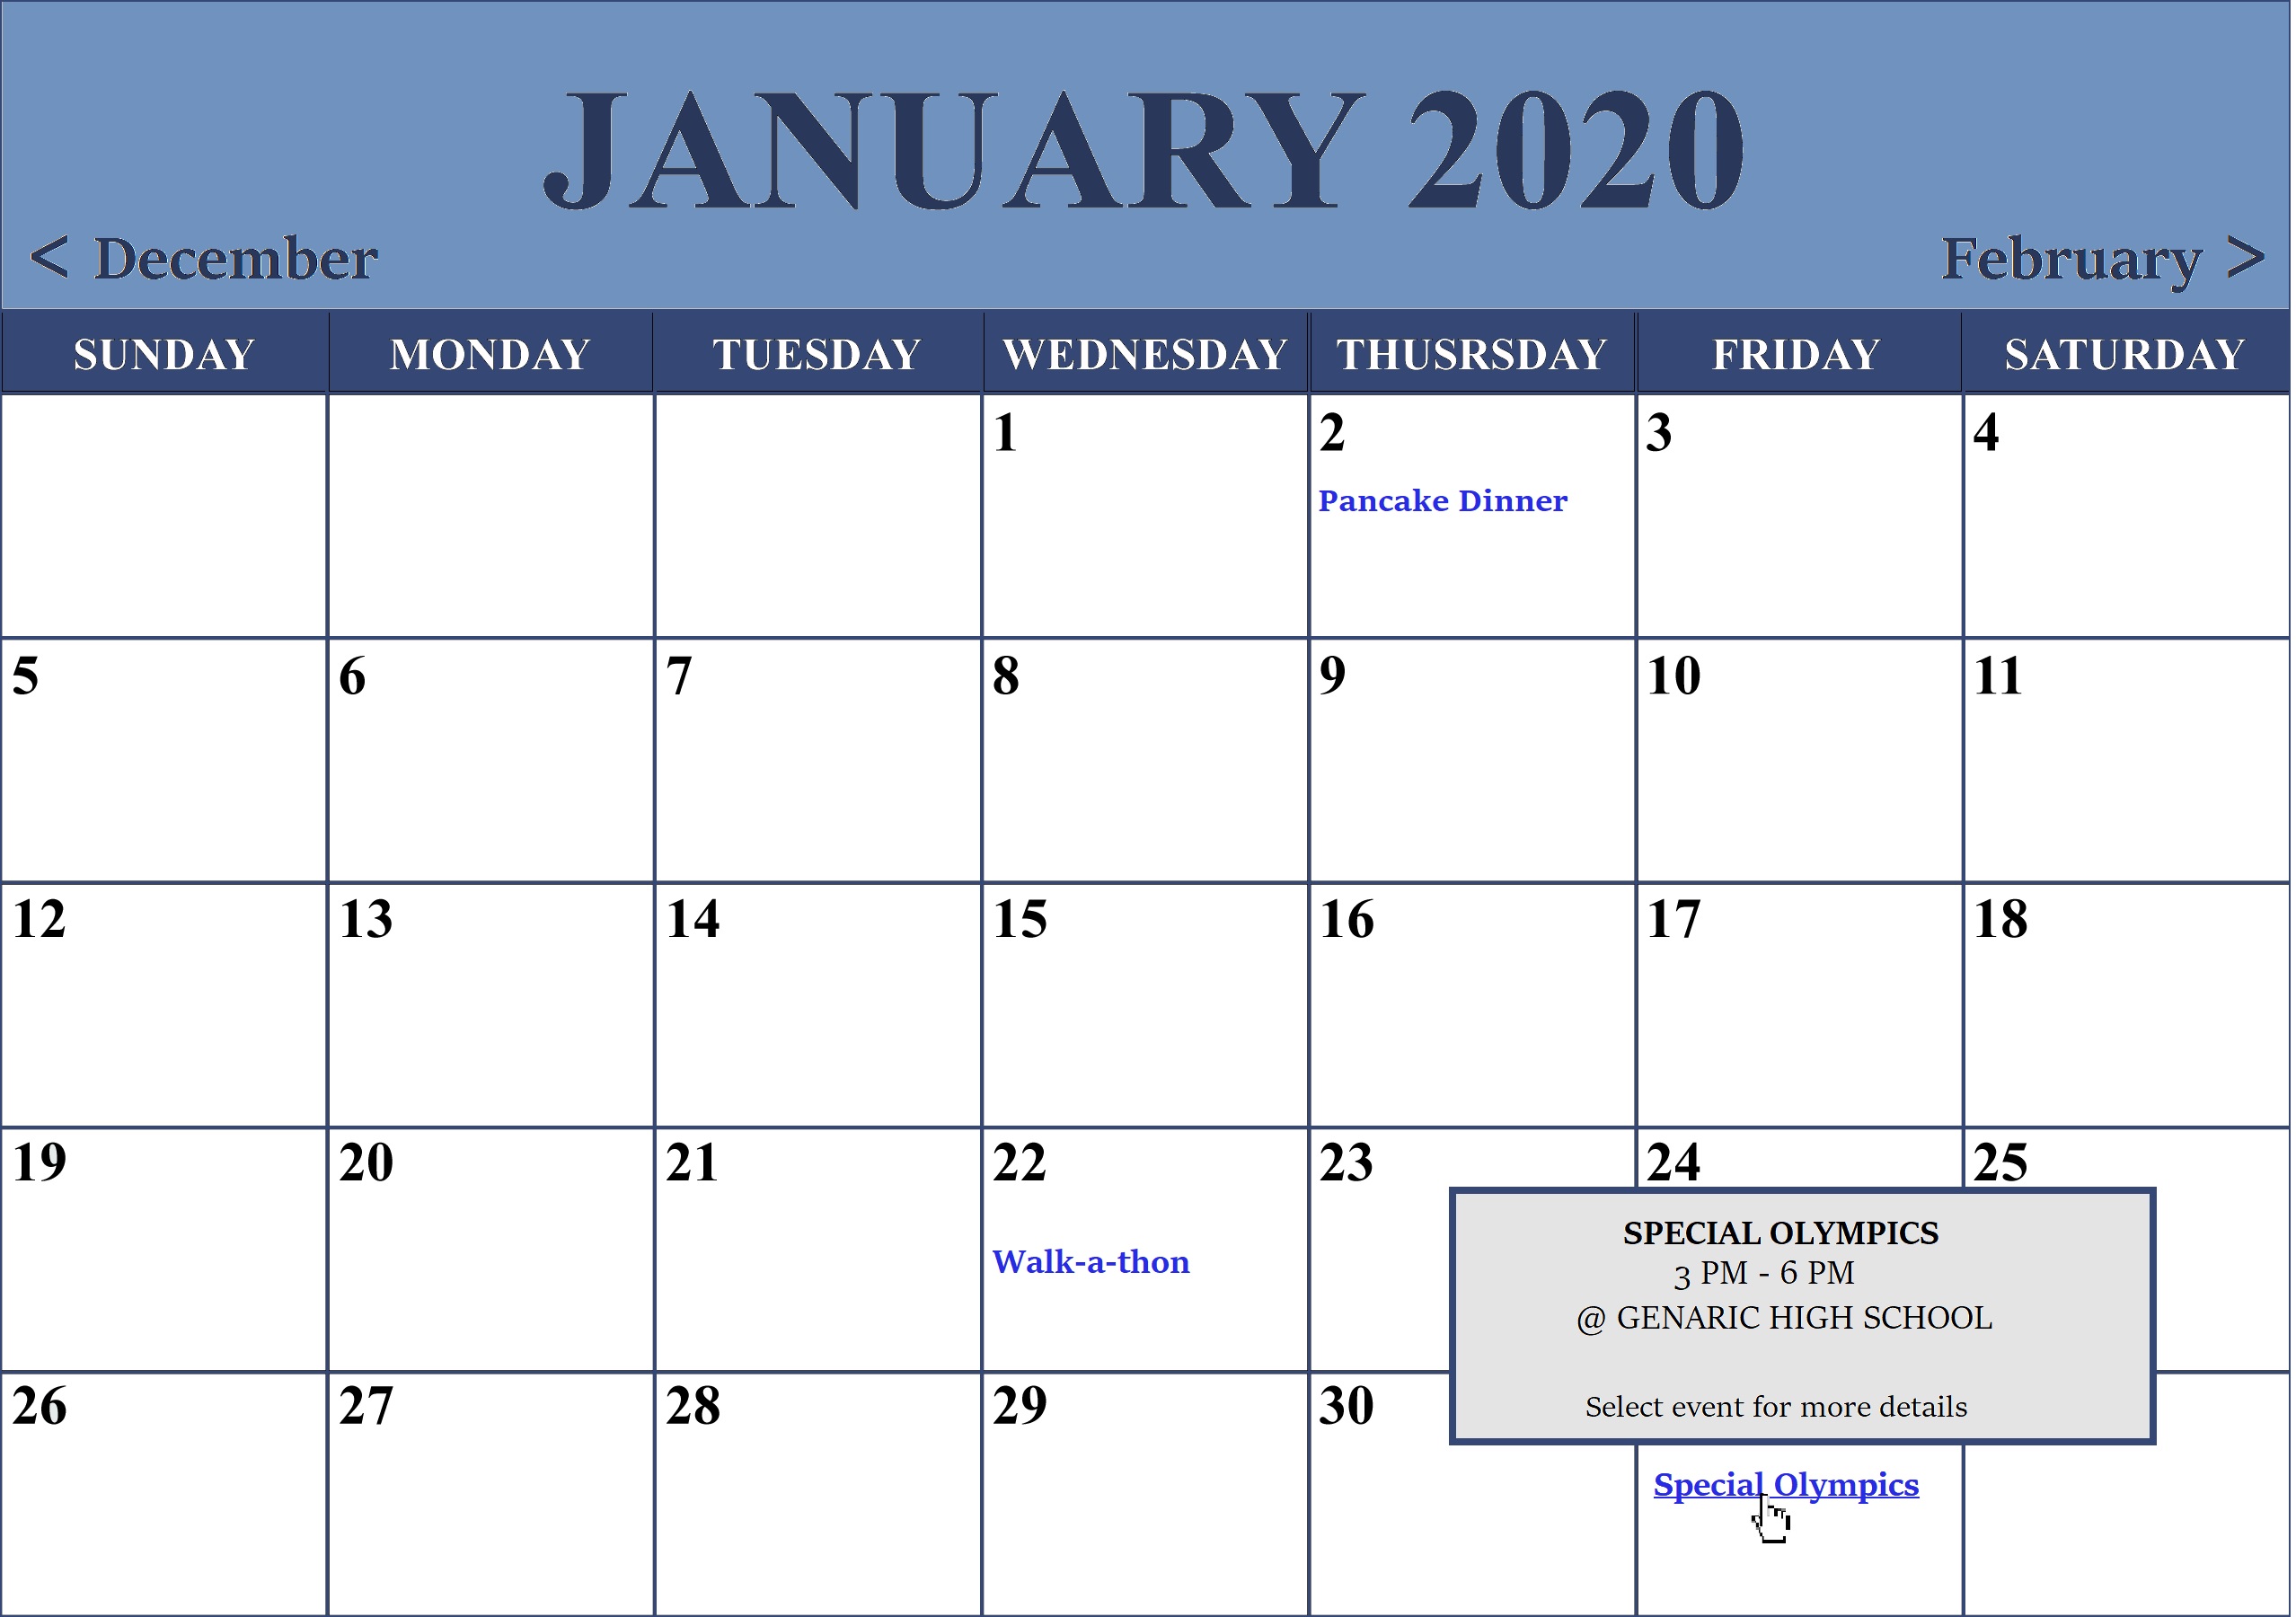 JANUARY 2020
< December February >
SUNDAY MONDAY TUESDAY WEDNESDAY THUSRSDAY FRIDAY SATURDAY
1 2 3 4
Pancake Dinner
5 6 7 8 9 10 11
12 13 14 15 16 17 18
19 20 21 22 23 24 25
Walk-a-thon
SPECIAL OLYMPICS
3 PM - 6 PM
@ GENARIC HIGH SCHOOL
Select event for more details
26 27 28 29 30
Special Olympics